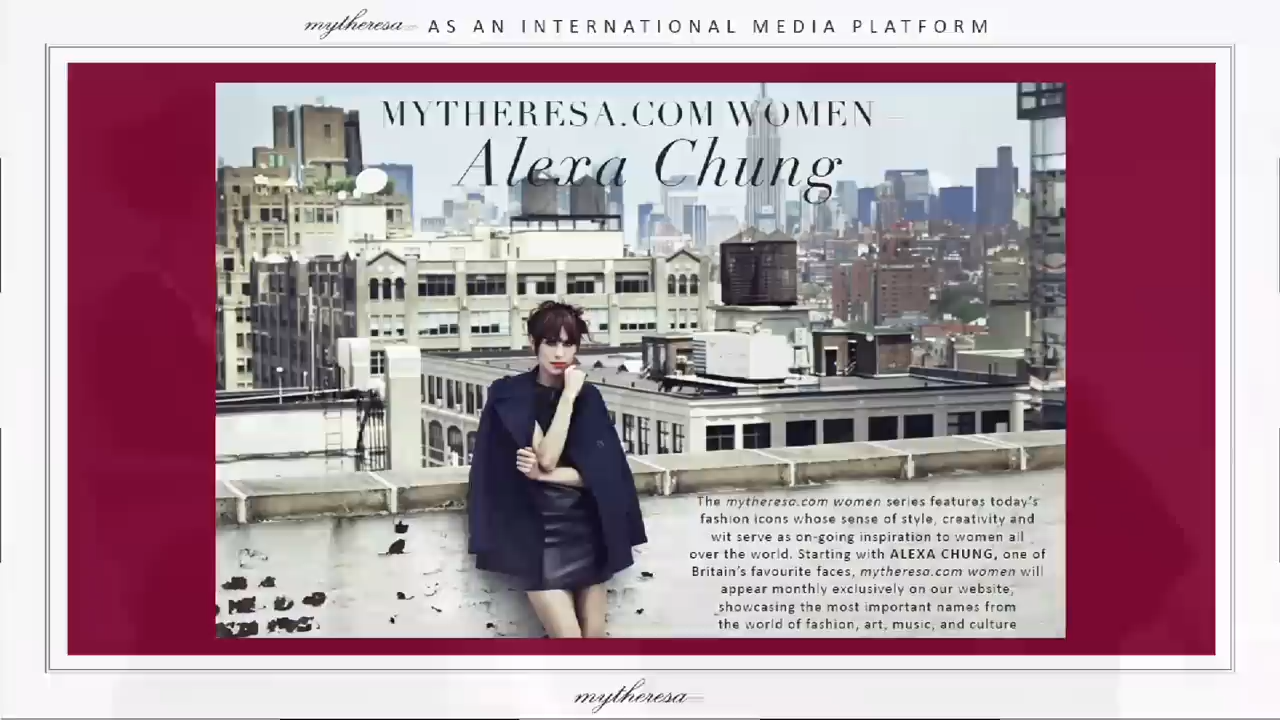 mytheresa AS AN INTERNATIONAL MEDIA PLATFORM
MYTHERESA.COM WOMEN –
Alexa Chung
The mytheresa.com women series features today's
fashion icons whose sense of style, creativity and
wit serve as on-going inspiration to women all
over the world. Starting with ALEXA CHUNG, one of
Britain's favourite faces, mytheresa.com women will
appear monthly exclusively on our website,
showcasing the most important names from
the world of fashion, art, music, and culture
mytheresa